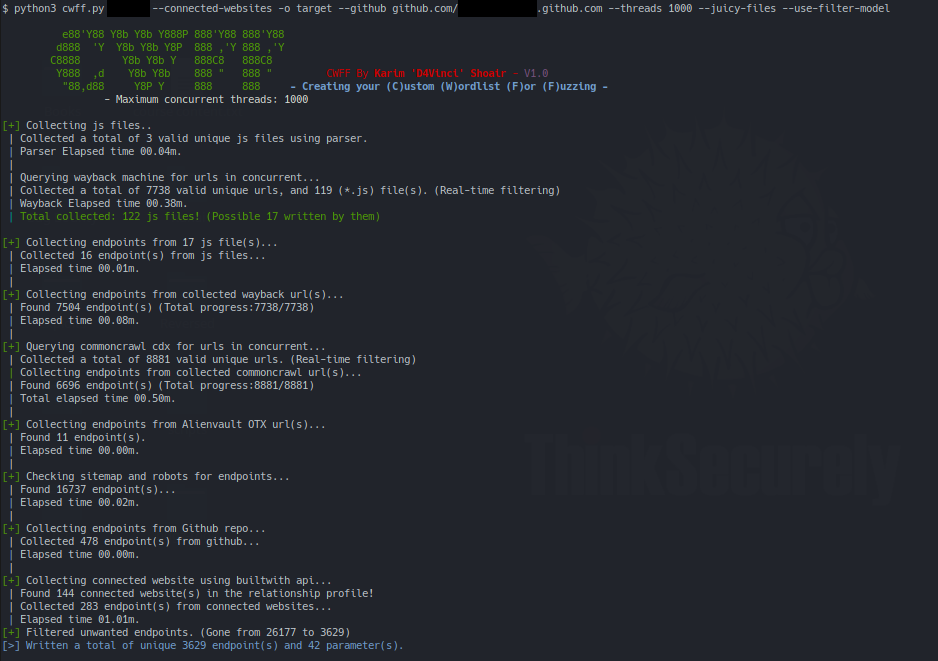 $ python3 cwff.py --connected-websites -o target --github github.com/ .github.com --threads 1000 --juicy-files --use-filter-model
e88'Y88 Y8b Y8b Y888P 888'Y88 888'Y88
d888  'Y  Y8b Y8b Y8P  888 ,'Y 888 ,'Y
C8888       Y8b Y8b Y   888C8   888C8
Y888  ,d    Y8b Y8b    888 "   888 "         CWFF By Karim 'D4Vinci' Shoair - V1.0
"88,d88     Y8P Y     888     888     - Creating your (C)ustom (W)ordlist (F)or (F)uzzing -
- Maximum concurrent threads: 1000
[+] Collecting js files..
| Collected a total of 3 valid unique js files using parser.
| Parser Elapsed time 00.04m.
|
| Querying wayback machine for urls in concurrent...
| Collected a total of 7738 valid unique urls, and 119 (*.js) file(s). (Real-time filtering)
| Wayback Elapsed time 00.38m.
| Total collected: 122 js files! (Possible 17 written by them)
[+] Collecting endpoints from 17 js file(s)...
| Collected 16 endpoint(s) from js files...
| Elapsed time 00.01m.
|
[+] Collecting endpoints from collected wayback url(s)...
| Found 7504 endpoint(s) (Total progress:7738/7738)
| Elapsed time 00.08m.
|
[+] Querying commoncrawl cdx for urls in concurrent...
| Collected a total of 8881 valid unique urls. (Real-time filtering)
| Collecting endpoints from collected commoncrawl url(s)...
| Found 6696 endpoint(s) (Total progress:8881/8881)
| Total elapsed time 00.50m.
|
[+] Collecting endpoints from Alienvault OTX url(s)...
| Found 11 endpoint(s).
| Elapsed time 00.00m.
|
[+] Checking sitemap and robots for endpoints...
| Found 16737 endpoint(s)...
| Elapsed time 00.02m.
|
[+] Collecting endpoints from Github repo...
| Collected 478 endpoint(s) from github...
| Elapsed time 00.00m.
|
[+] Collecting connected website using builtwith api...
| Found 144 connected website(s) in the relationship profile!
| Collected 283 endpoint(s) from connected websites...
| Elapsed time 01.01m.
[+] Filtered unwanted endpoints. (Gone from 26177 to 3629)
[>] Written a total of unique 3629 endpoint(s) and 42 parameter(s).
ThinkSecurely